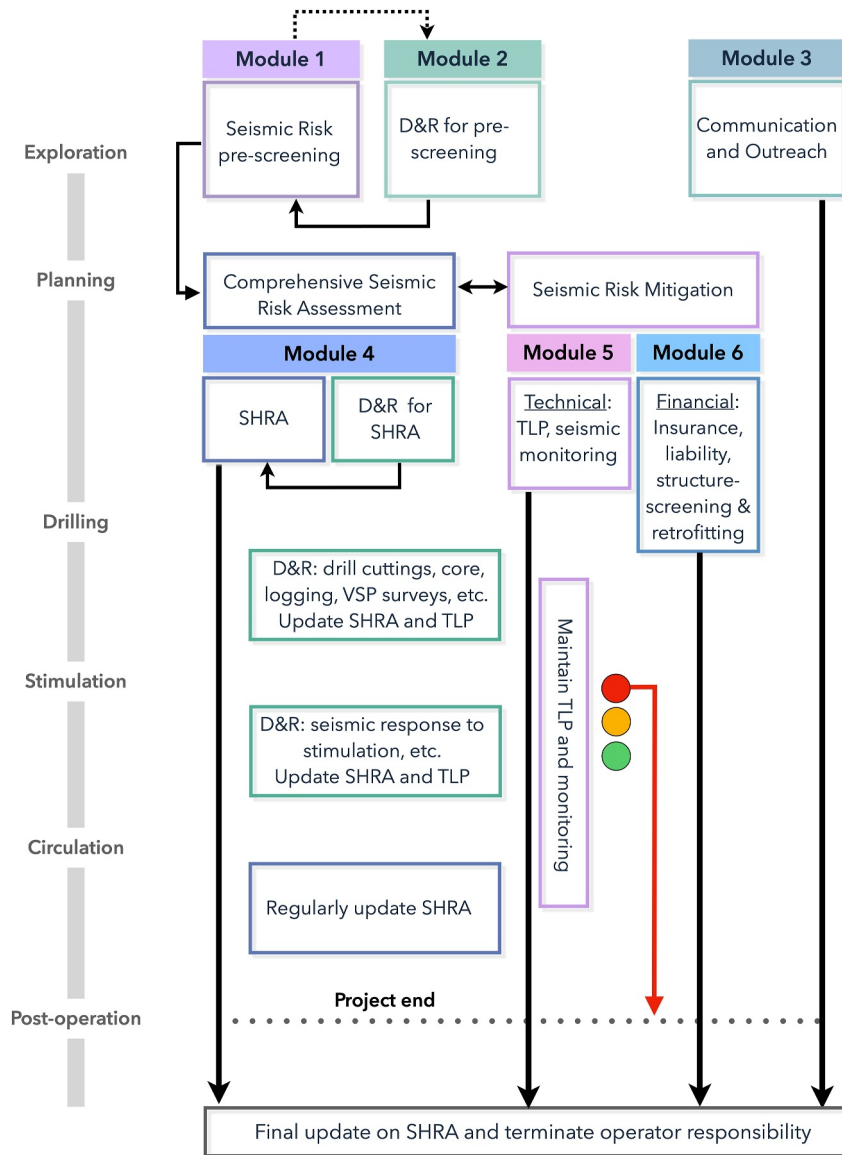 Module 1
Module 2
Module 3
Seismic Risk
pre-screening
D&R for pre-
screening
Communication
and Outreach
Exploration
Planning
Comprehensive Seismic
Risk Assessment
Seismic Risk Mitigation
Module 4
Module 5
Module 6
SHRA
D&R for
SHRA
Technical:
TLP, seismic
monitoring
Financial:
Insurance,
liability,
structure-
screening &
retrofitting
Drilling
D&R: drill cuttings, core,
logging, VSP surveys, etc.
Update SHRA and TLP
Maintain TLP and monitoring
Stimulation
D&R: seismic response to
stimulation, etc.
Update SHRA and TLP
Circulation
Regularly update SHRA
Project end
Post-operation
Final update on SHRA and terminate operator responsibility